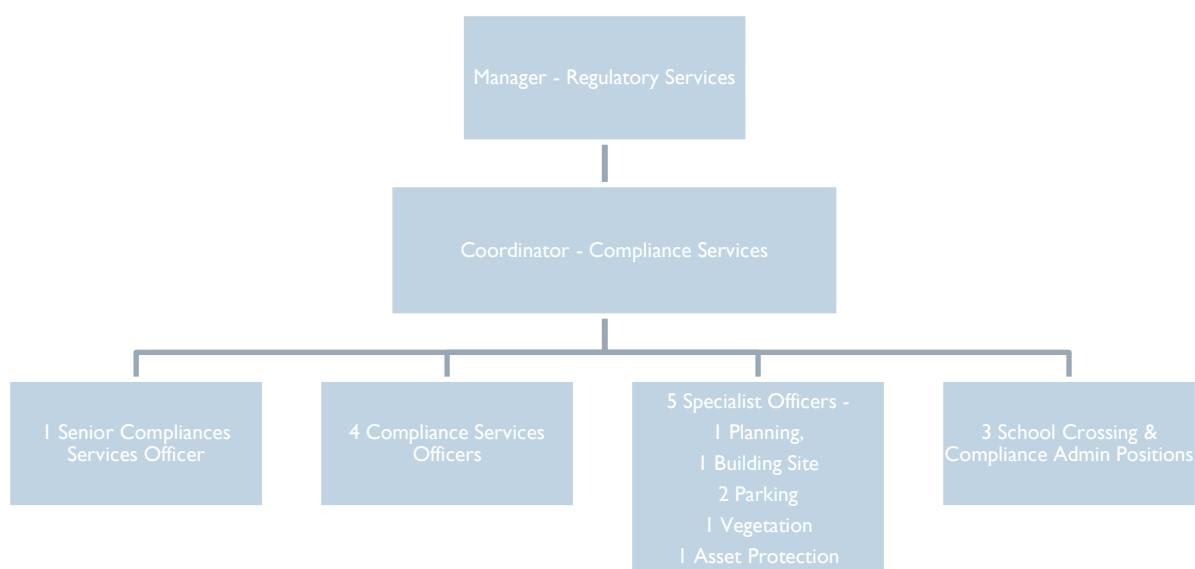 Manager - Regulatory Services
Coordinator - Compliance Services
1 Senior Compliances
Services Officer
4 Compliance Services
Officers
5 Specialist Officers -
1 Planning,
1 Building Site
2 Parking
1 Vegetation
1 Asset Protection
3 School Crossing &
Compliance Admin Positions